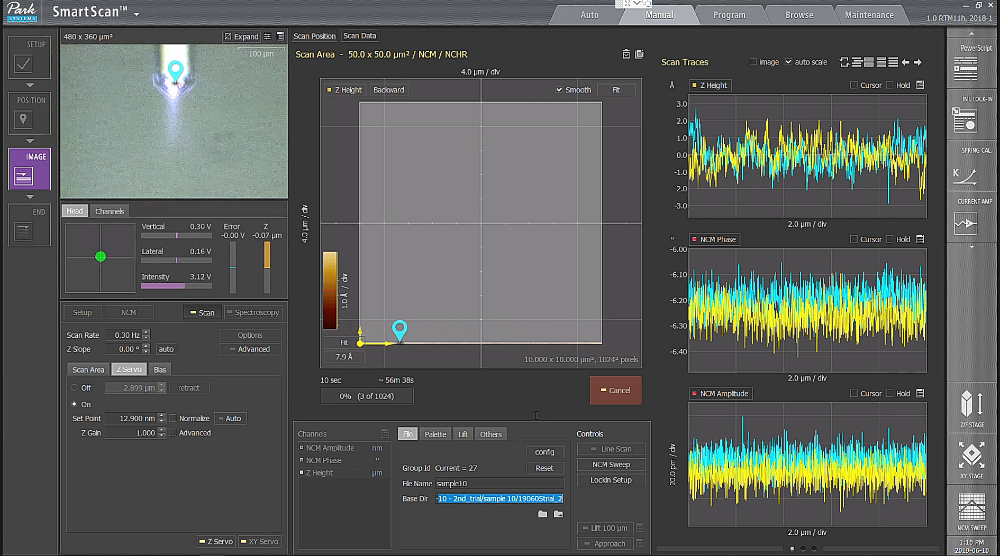 Park
SYSTEMS
SmartScan™
Auto
Manual
Program
Browse
Maintenance
1.0 RTM11h, 2018-1
SETUP
POSITION
IMAGE
END
480 x 360 µm²
Expand
100 µm
Head
Channels
Vertical 0.30 V
Lateral 0.16 V
Intensity 3.12 V
Error
-0.00 V
Z
-0.07 µm
Setup
NCM
Scan
Spectroscopy
Scan Rate 0.30 Hz
Options
Z Slope 0.00 °
auto
Advanced
Scan Area
Z Servo
Bias
Off
2.899 µm
retract
On
Set Point 12.900 nm
Normalize
Auto
Z Gain 1.000
Advanced
Z Servo
XY Servo
Scan Position
Scan Data
Scan Area - 50.0 x 50.0 µm² / NCM / NCHR
4.0 µm / div
4.0 µm / div
Z Height
Backward
Smooth
Fit
1.0 Å / div
Fit
7.9 Å
10.000 x 10.000 µm², 1024² pixels
10 sec
~ 56m 38s
0% (3 of 1024)
Cancel
Channels
NCM Amplitude nm
NCM Phase °
Z Height µm
File
Palette
Lift
Others
config
Group Id Current = 27
Reset
File Name sample10
Base Dir -10 - 2nd_trial/sample 10/190605trial_2
Controls
Line Scan
NCM Sweep
Lockin Setup
Lift 100 µm
Approach
Scan Traces
image
auto scale
Å
Z Height
Cursor
Hold
3.0
2.0
1.0
0.0
-1.0
-2.0
-3.0
2.0 µm / div
°
NCM Phase
Cursor
Hold
-6.00
-6.10
-6.20
-6.30
-6.40
2.0 µm / div
NCM Amplitude
Cursor
Hold
20.0 pm / div
2.0 µm / div
PowerScript
INT. LOCK-IN
SPRING CAL.
K
CURRENT AMP
Z/F STAGE
XY STAGE
NCM SWEEP
1:16 PM
2019-06-10